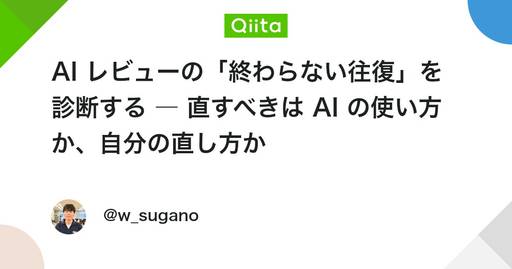 Qiita
AI レビューの「終わらない往復」を
診断する — 直すべきは AI の使い方
か、自分の直し方か
@w_sugano